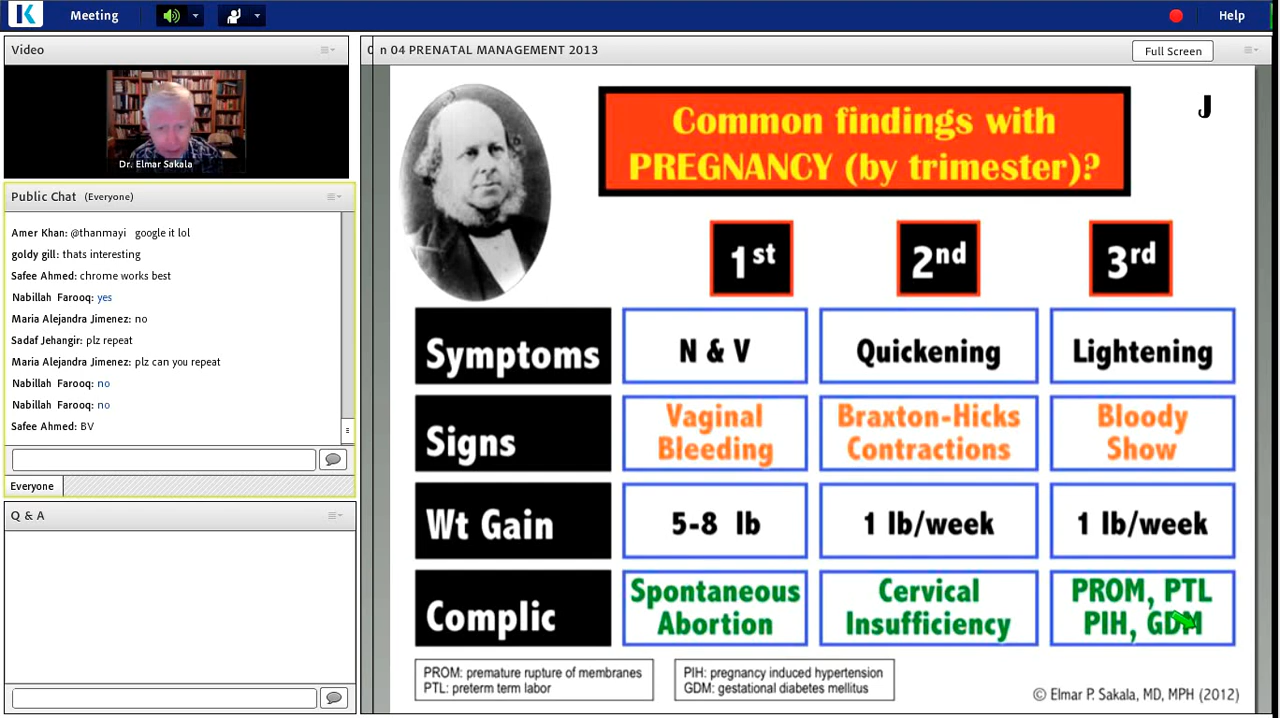 K Meeting Help
Video
Dr. Elmar Sakala
Public Chat (Everyone)
Amer Khan: @thanmayi google it lol
goldy gill: thats interesting
Safee Ahmed: chrome works best
Nabillah Farooq: yes
Maria Alejandra Jimenez: no
Sadaf Jehangir: plz repeat
Maria Alejandra Jimenez: plz can you repeat
Nabillah Farooq: no
Nabillah Farooq: no
Safee Ahmed: BV
Everyone
Q & A
n 04 PRENATAL MANAGEMENT 2013
Full Screen
Common findings with
PREGNANCY (by trimester)?
J
1st 2nd 3rd
Symptoms N & V Quickening Lightening
Signs Vaginal Bleeding Braxton-Hicks Contractions Bloody Show
Wt Gain 5-8 lb 1 lb/week 1 lb/week
Complic Spontaneous Abortion Cervical Insufficiency PROM, PTL PIH, GDM
PROM: premature rupture of membranes
PTL: preterm term labor
PIH: pregnancy induced hypertension
GDM: gestational diabetes mellitus
© Elmar P. Sakala, MD, MPH (2012)